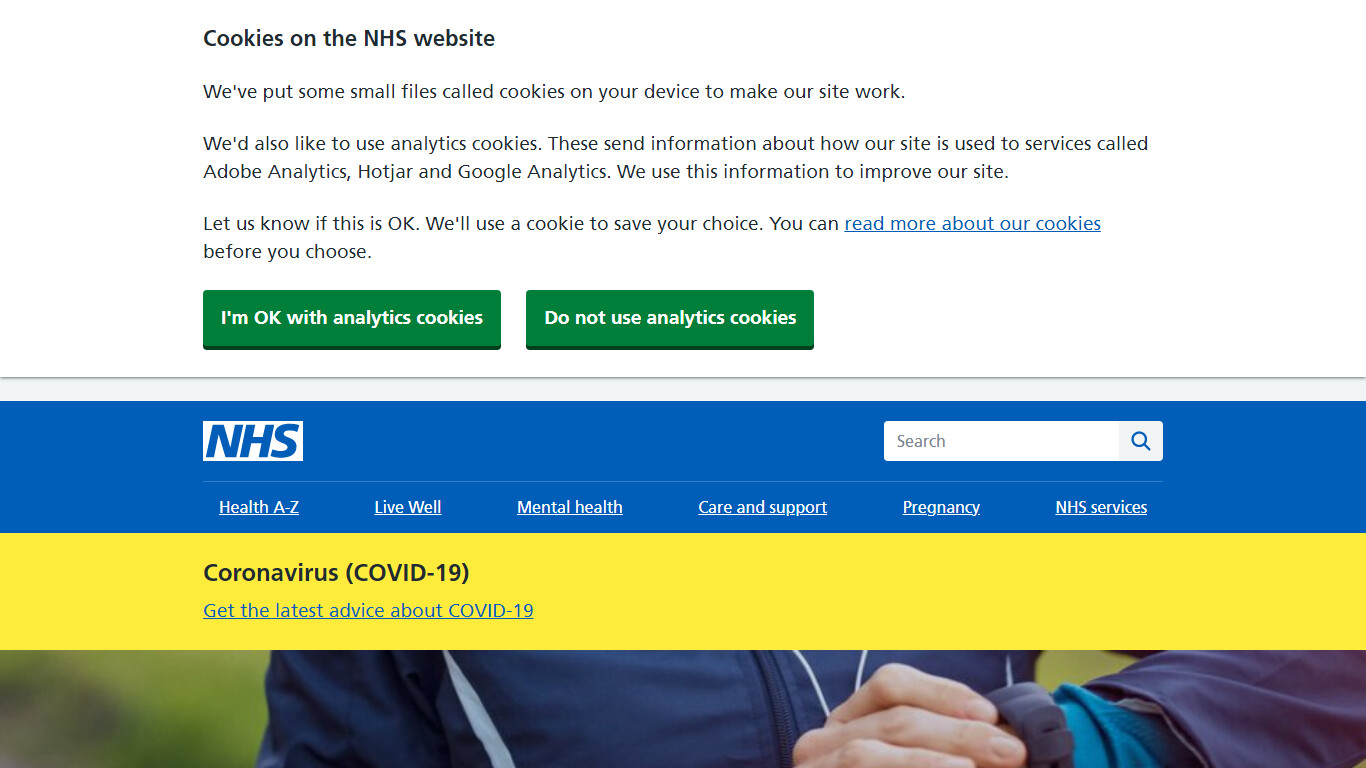 Cookies on the NHS website
We've put some small files called cookies on your device to make our site work.
We'd also like to use analytics cookies. These send information about how our site is used to services called
Adobe Analytics, Hotjar and Google Analytics. We use this information to improve our site.
Let us know if this is OK. We'll use a cookie to save your choice. You can read more about our cookies
before you choose.
I'm OK with analytics cookies Do not use analytics cookies
NHS Search
Health A-Z Live Well Mental health Care and support Pregnancy NHS services
Coronavirus (COVID-19)
Get the latest advice about COVID-19